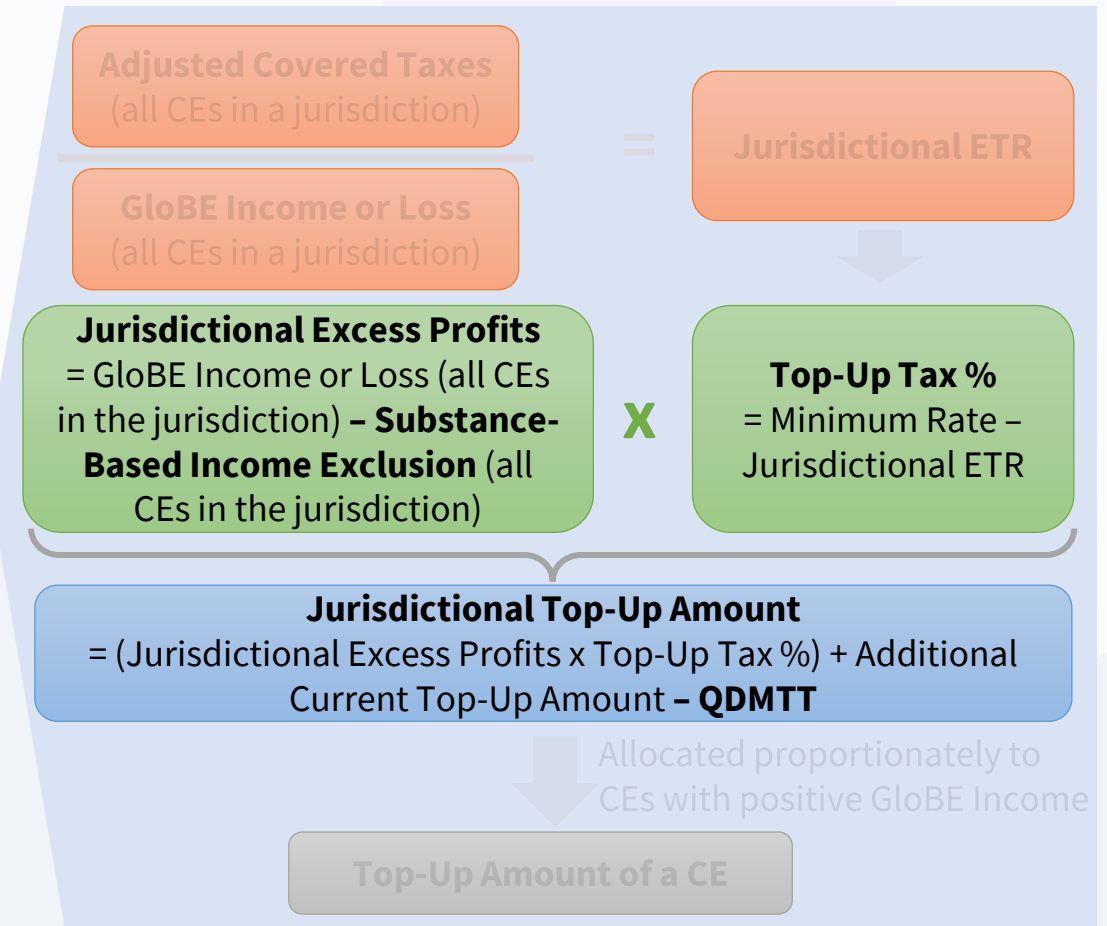 Adjusted Covered Taxes
(all CEs in a jurisdiction)
=
Jurisdictional ETR
GloBE Income or Loss
(all CEs in a jurisdiction)
Jurisdictional Excess Profits
= GloBE Income or Loss (all CEs
in the jurisdiction) – Substance-
Based Income Exclusion (all
CEs in the jurisdiction)
X
Top-Up Tax %
= Minimum Rate –
Jurisdictional ETR
Jurisdictional Top-Up Amount
= (Jurisdictional Excess Profits x Top-Up Tax %) + Additional
Current Top-Up Amount – QDMTT
Allocated proportionately to
CEs with positive GloBE Income
Top-Up Amount of a CE